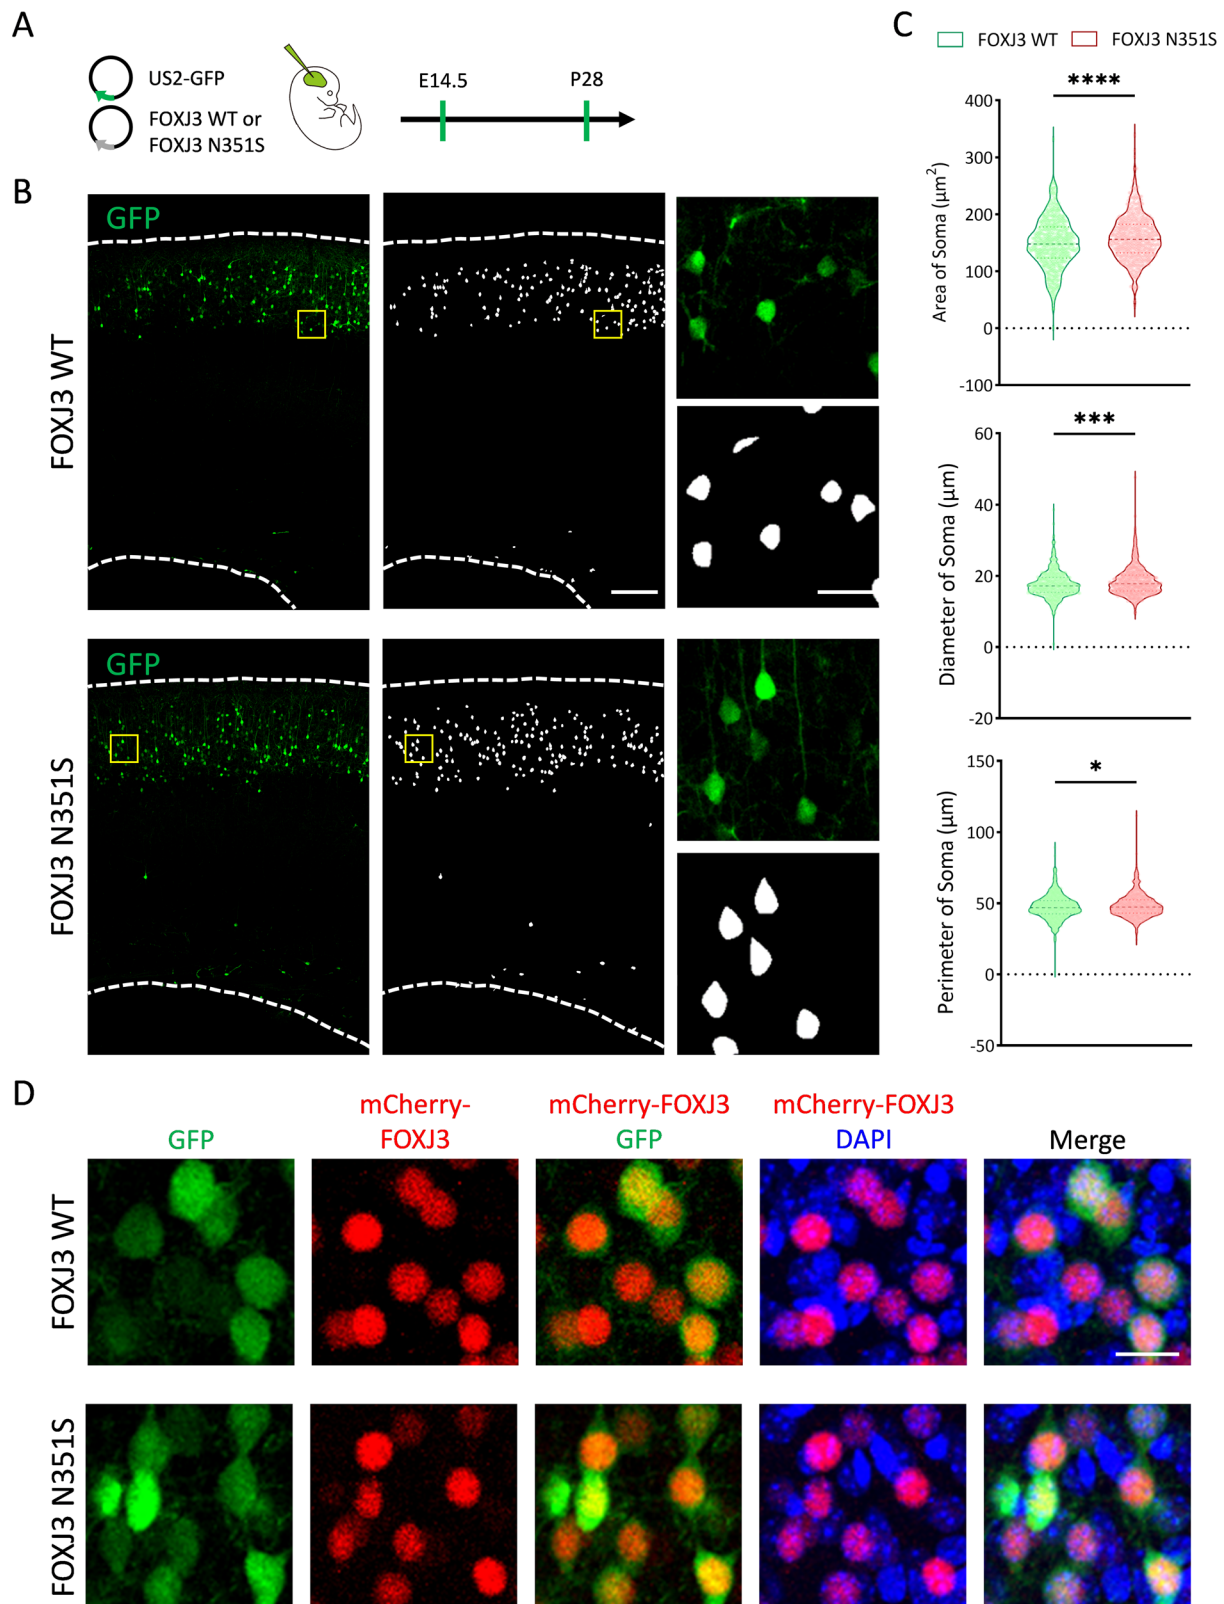 A
US2-GFP
FOXJ3 WT or
FOXJ3 N351S
E14.5
P28
B
FOXJ3 WT
GFP
FOXJ3 N351S
GFP
C
FOXJ3 WT
FOXJ3 N351S
****
Area of Soma (μm²)
400
300
200
100
0
-100
***
Diameter of Soma (μm)
60
40
20
0
-20
*
Perimeter of Soma (μm)
150
100
50
0
-50
D
GFP
mCherry-
FOXJ3
mCherry-FOXJ3
GFP
mCherry-FOXJ3
DAPI
Merge
FOXJ3 WT
FOXJ3 N351S